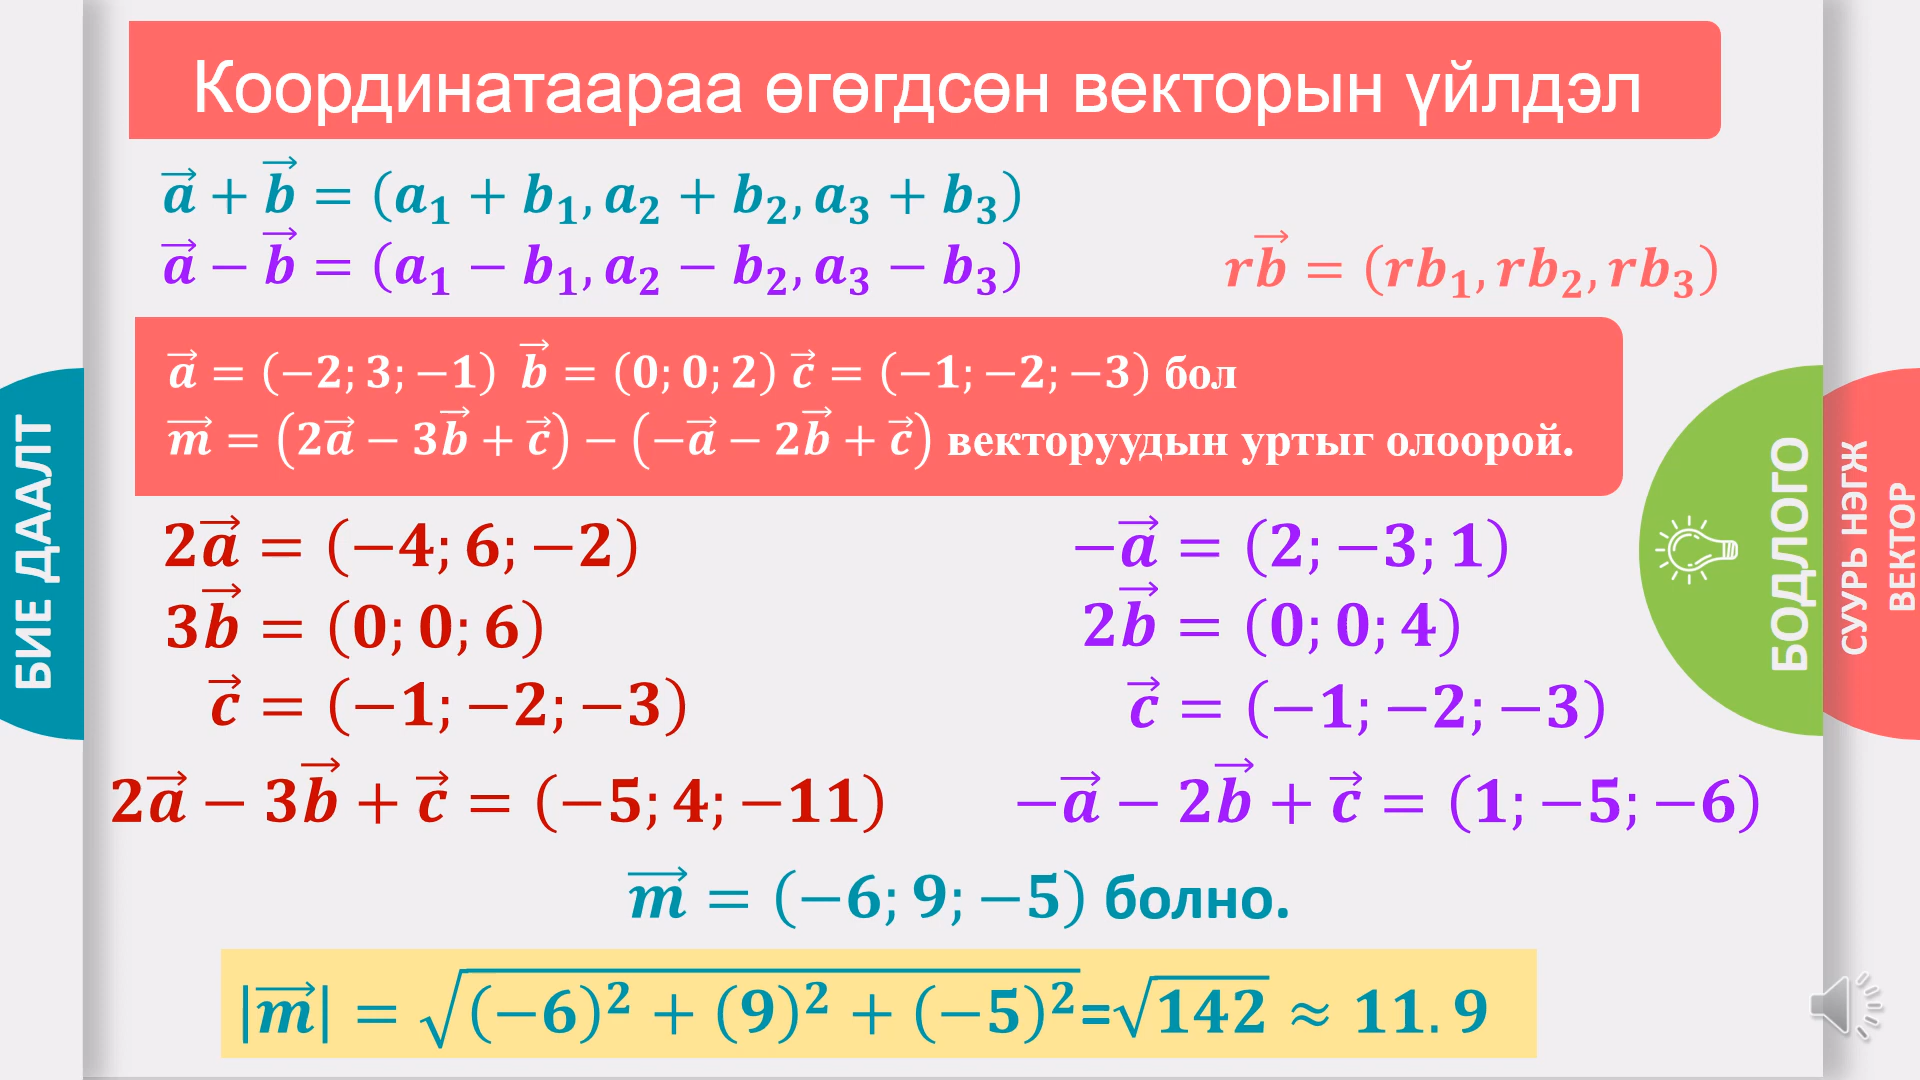 Координатаараа өгөгдсөн векторын үйлдэл
a⃗ + b⃗ = (a₁ + b₁, a₂ + b₂, a₃ + b₃)
a⃗ − b⃗ = (a₁ − b₁, a₂ − b₂, a₃ − b₃)
rb⃗ = (rb₁, rb₂, rb₃)
a⃗ = (−2; 3; −1) b⃗ = (0; 0; 2) c⃗ = (−1; −2; −3) бол
m⃗ = (2a⃗ − 3b⃗ + c⃗) − (−a⃗ − 2b⃗ + c⃗) векторуудын уртыг олоорой.
2a⃗ = (−4; 6; −2)
3b⃗ = (0; 0; 6)
c⃗ = (−1; −2; −3)
2a⃗ − 3b⃗ + c⃗ = (−5; 4; −11)
−a⃗ = (2; −3; 1)
2b⃗ = (0; 0; 4)
c⃗ = (−1; −2; −3)
−a⃗ − 2b⃗ + c⃗ = (1; −5; −6)
m⃗ = (−6; 9; −5) болно.
|m⃗| = √((−6)² + (9)² + (−5)²)=√142 ≈ 11.9
БИЕ ДААЛТ
БОДЛОГО
СУУРЬ НЭГЖ
ВЕКТОР